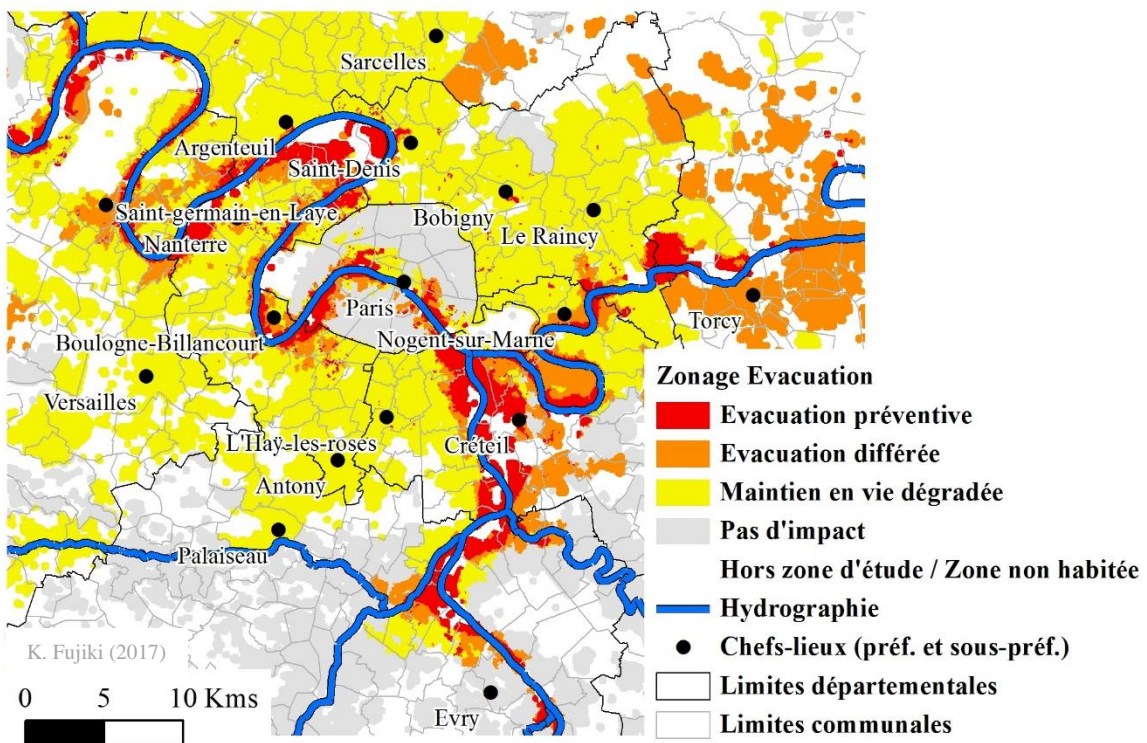 Sarcelles
Argenteuil
Saint-Denis
Saint-germain-en-Laye
Bobigny
Le Raincy
Nanterre
Paris
Torcy
Boulogne-Billancourt
Nogent-sur-Marne
Versailles
L'Haÿ-les-roses
Créteil
Antony
Palaiseau
Evry
K. Fujiki (2017)
0 10 Kms
Zonage Evacuation
Evacuation préventive
Evacuation différée
Maintien en vie dégradée
Pas d'impact
Hors zone d'étude / Zone non habitée
Hydrographie
Chefs-lieux (préf. et sous-préf.)
Limites départementales
Limites communales